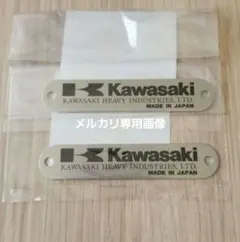 Kawasaki
KAWASAKI HEAVY INDUSTRIES, LTD.
MADE IN JAPAN
メルカリ専用画像
Kawasaki
KAWASAKI HEAVY INDUSTRIES, LTD.
MADE IN JAPAN